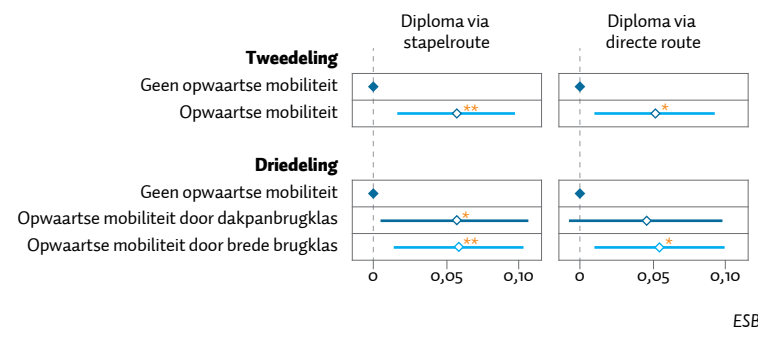 Diploma via
stapelroute
Diploma via
directe route
Tweedeling
Geen opwaartse mobiliteit
Opwaartse mobiliteit
**
*
Driedeling
Geen opwaartse mobiliteit
Opwaartse mobiliteit door dakpanbrugklas
*
Opwaartse mobiliteit door brede brugklas
**
*
0 0,05 0,10 0 0,05 0,10
ESB